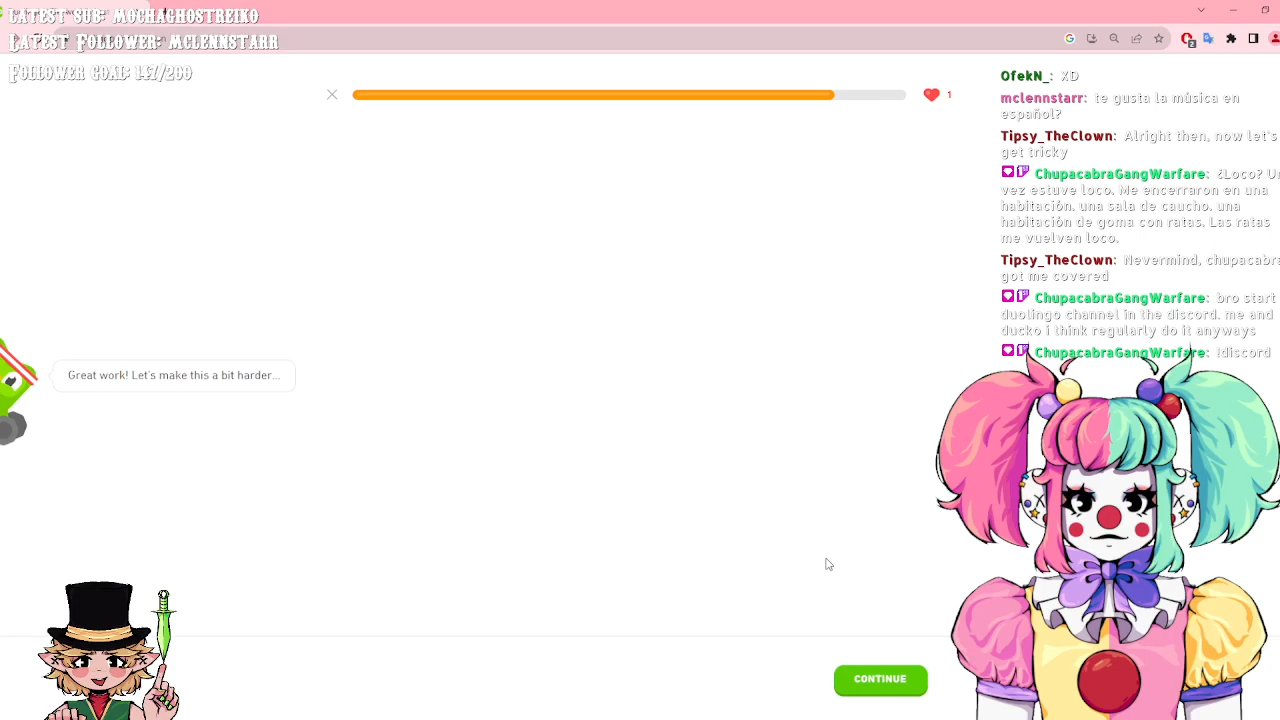 LATEST SUB: MOCHAGHOSTREIKO
LATEST FOLLOWER: MCLENNSTARR
FOLLOWER GOAL: 147/200
1
Great work! Let's make this a bit harder...
CONTINUE
2
OfekN_: XD
mclennstarr: te gusta la música en
español?
Tipsy_TheClown: Alright then, now let's
get tricky
ChupacabraGangWarfare: ¿Loco? U
vez estuve loco. Me encerraron en una
habitación. una sala de caucho. una
habitación de goma con ratas. Las ratas
me vuelven loco.
Tipsy_TheClown: Nevermind, chupacabra
got me covered
ChupacabraGangWarfare: bro start
duolingo channel in the discord. me and
ducko i think regularly do it anyways
ChupacabraGangWarfare: !discord